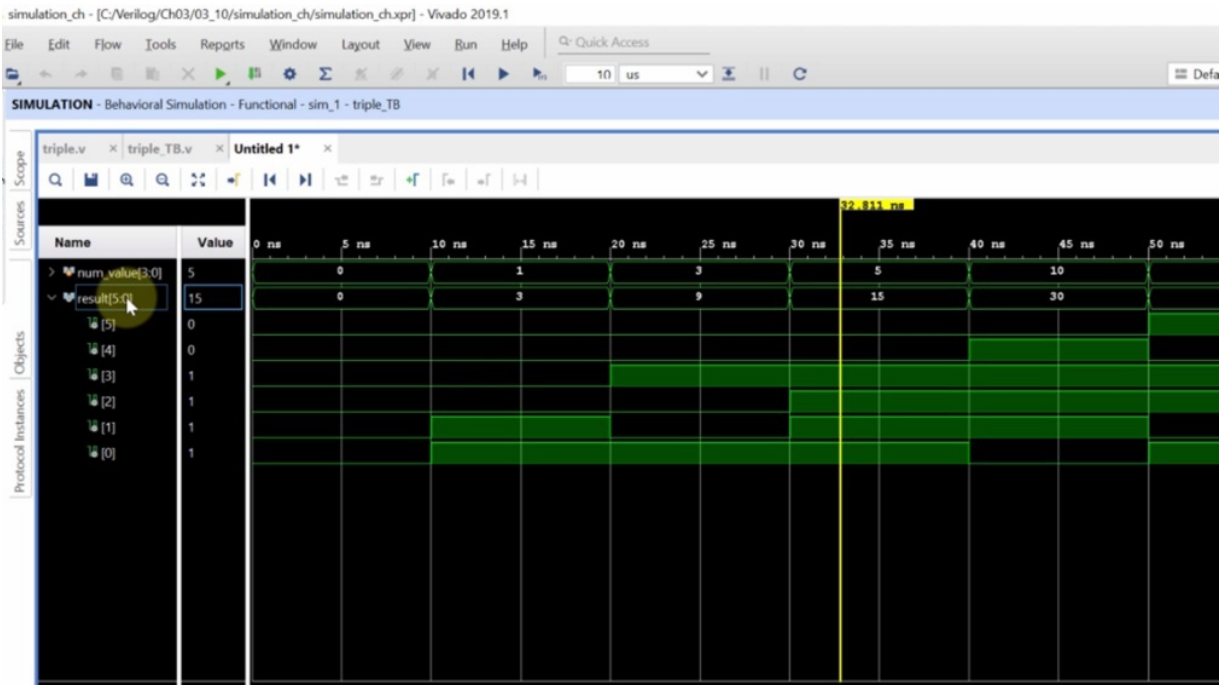 simulation_ch - [C:/Verilog/Ch03/03_10/simulation_ch/simulation_ch.xpr] - Vivado 2019.1
File Edit Flow Tools Reports Window Layout View Run Help Quick Access
10 us Defa
SIMULATION - Behavioral Simulation - Functional - sim_1 - triple_TB
Scope
Sources
Objects
Protocol Instances
triple.v × triple_TB.v × Untitled 1* ×
32.811 ns
Name Value 0 ns 5 ns 10 ns 15 ns 20 ns 25 ns 30 ns 35 ns 40 ns 45 ns 50 ns
num_value[3:0] 5 0 1 3 5 10
result[5:0] 15 0 3 9 15 30
[5] 0
[4] 0
[3] 1
[2] 1
[1] 1
[0] 1